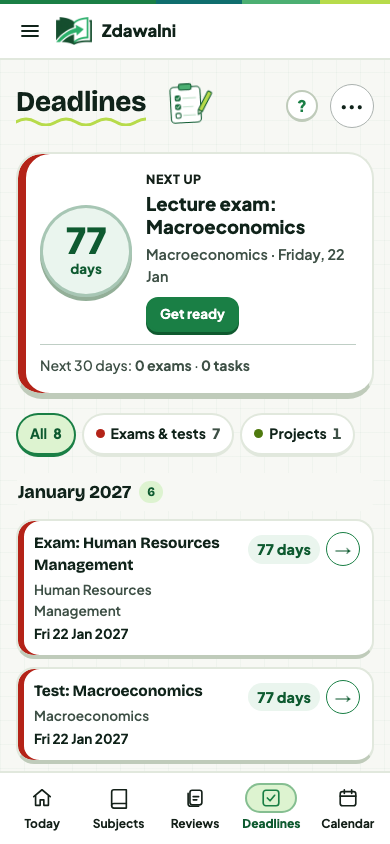 Zdawalni
Deadlines
?
NEXT UP
Lecture exam:
Macroeconomics
77
days
Macroeconomics · Friday, 22
Jan
Get ready
Next 30 days: 0 exams · 0 tasks
All 8
Exams & tests 7
Projects 1
January 2027 6
Exam: Human Resources
Management
77 days
→
Human Resources
Management
Fri 22 Jan 2027
Test: Macroeconomics
77 days
→
Macroeconomics
Fri 22 Jan 2027
Today
Subjects
Reviews
Deadlines
Calendar